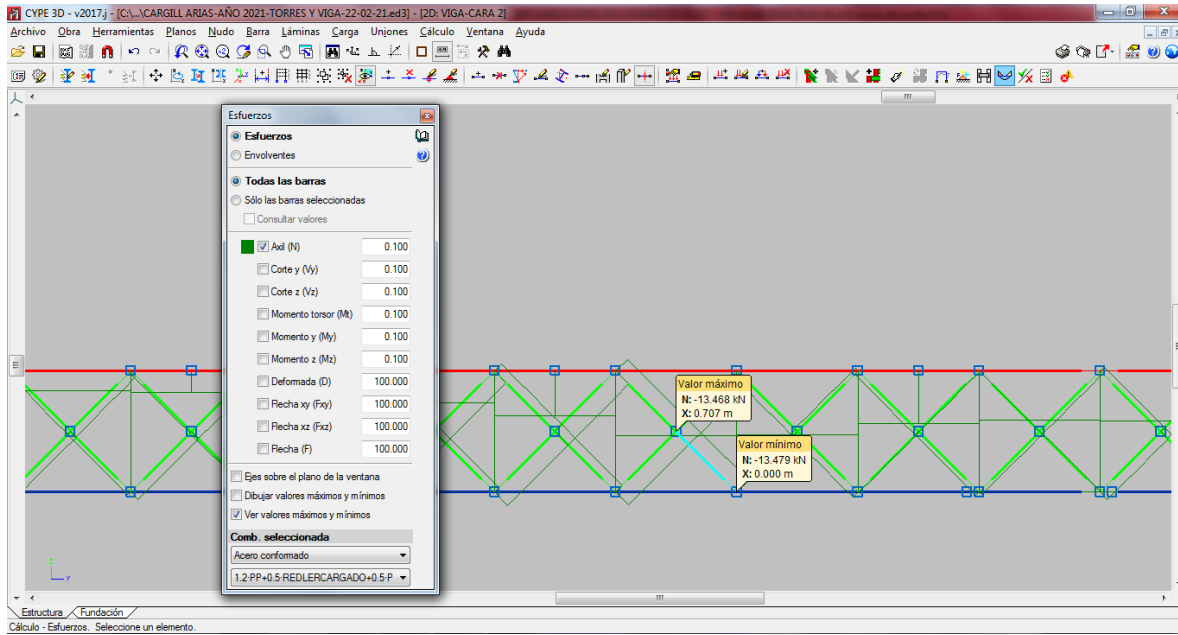 CYPE 3D - v2017.j - [C:\...\CARGILL ARIAS-AÑO 2021-TORRES Y VIGA-22-02-21.ed3] - [2D: VIGA-CARA 2]
Archivo Obra Herramientas Planos Nudo Barra Láminas Carga Uniones Cálculo Ventana Ayuda
Esfuerzos
Esfuerzos
Envolventes
Todas las barras
Sólo las barras seleccionadas
Consultar valores
Axil (N) 0.100
Corte y (Vy) 0.100
Corte z (Vz) 0.100
Momento torsor (Mt) 0.100
Momento y (My) 0.100
Momento z (Mz) 0.100
Deformada (D) 100.000
Flecha xy (Fxy) 100.000
Flecha xz (Fxz) 100.000
Flecha (F) 100.000
Ejes sobre el plano de la ventana
Dibujar valores máximos y mínimos
Ver valores máximos y mínimos
Comb. seleccionada
Acero conformado
1.2·PP+0.5·REDLERCARGADO+0.5·P
Valor máximo
N: -13.468 kN
X: 0.707 m
Valor mínimo
N: -13.479 kN
X: 0.000 m
z
Y
Estructura Fundación
Cálculo - Esfuerzos. Seleccione un elemento.